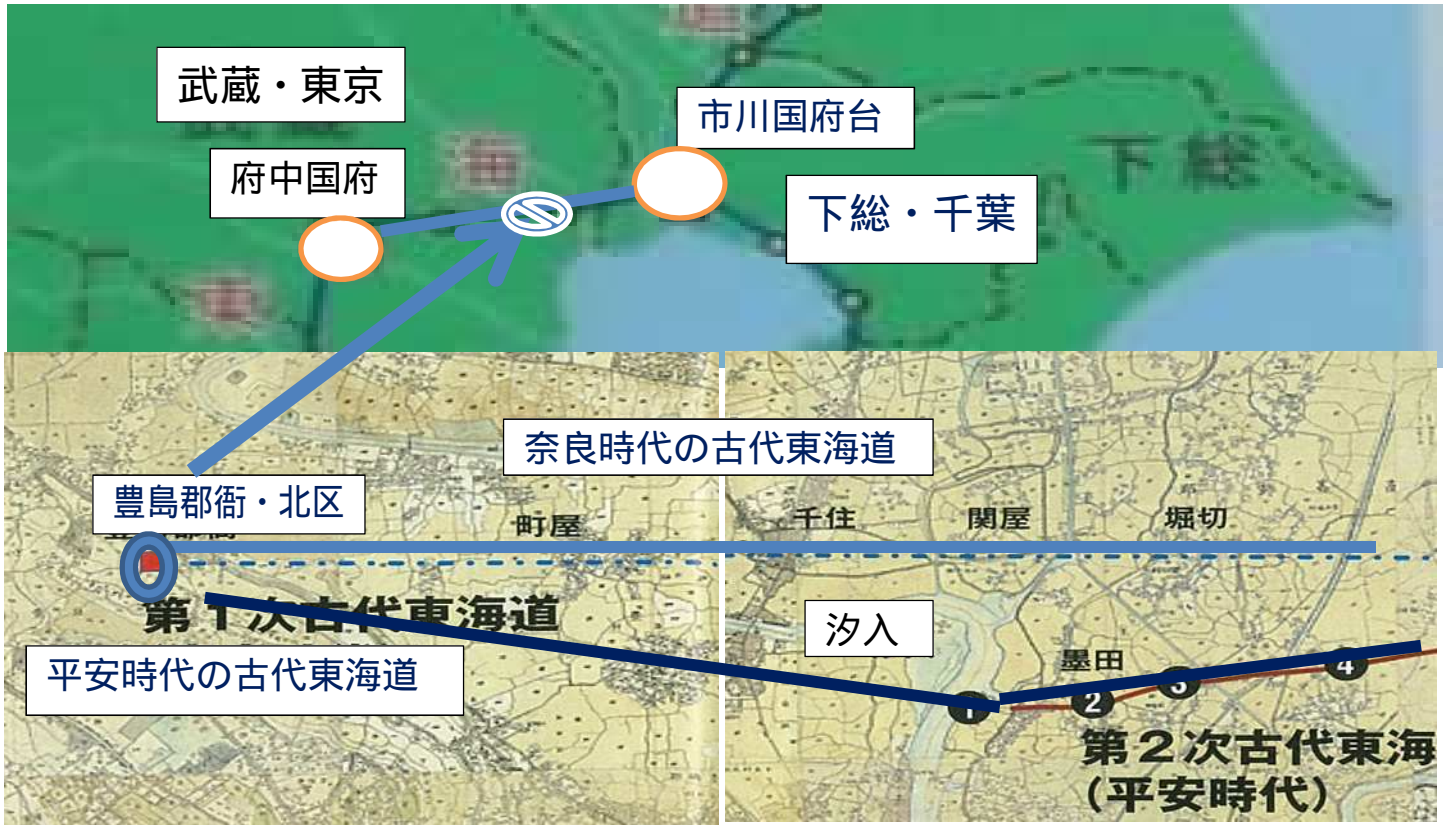 武蔵・東京
市川国府台
府中国府
下総
下総・千葉
奈良時代の古代東海道
豊島郡衙・北区
町屋
千住
関屋
堀切
第1次古代東海道
汐入
平安時代の古代東海道
墨田
1
2
3
4
第2次古代東海
(平安時代)